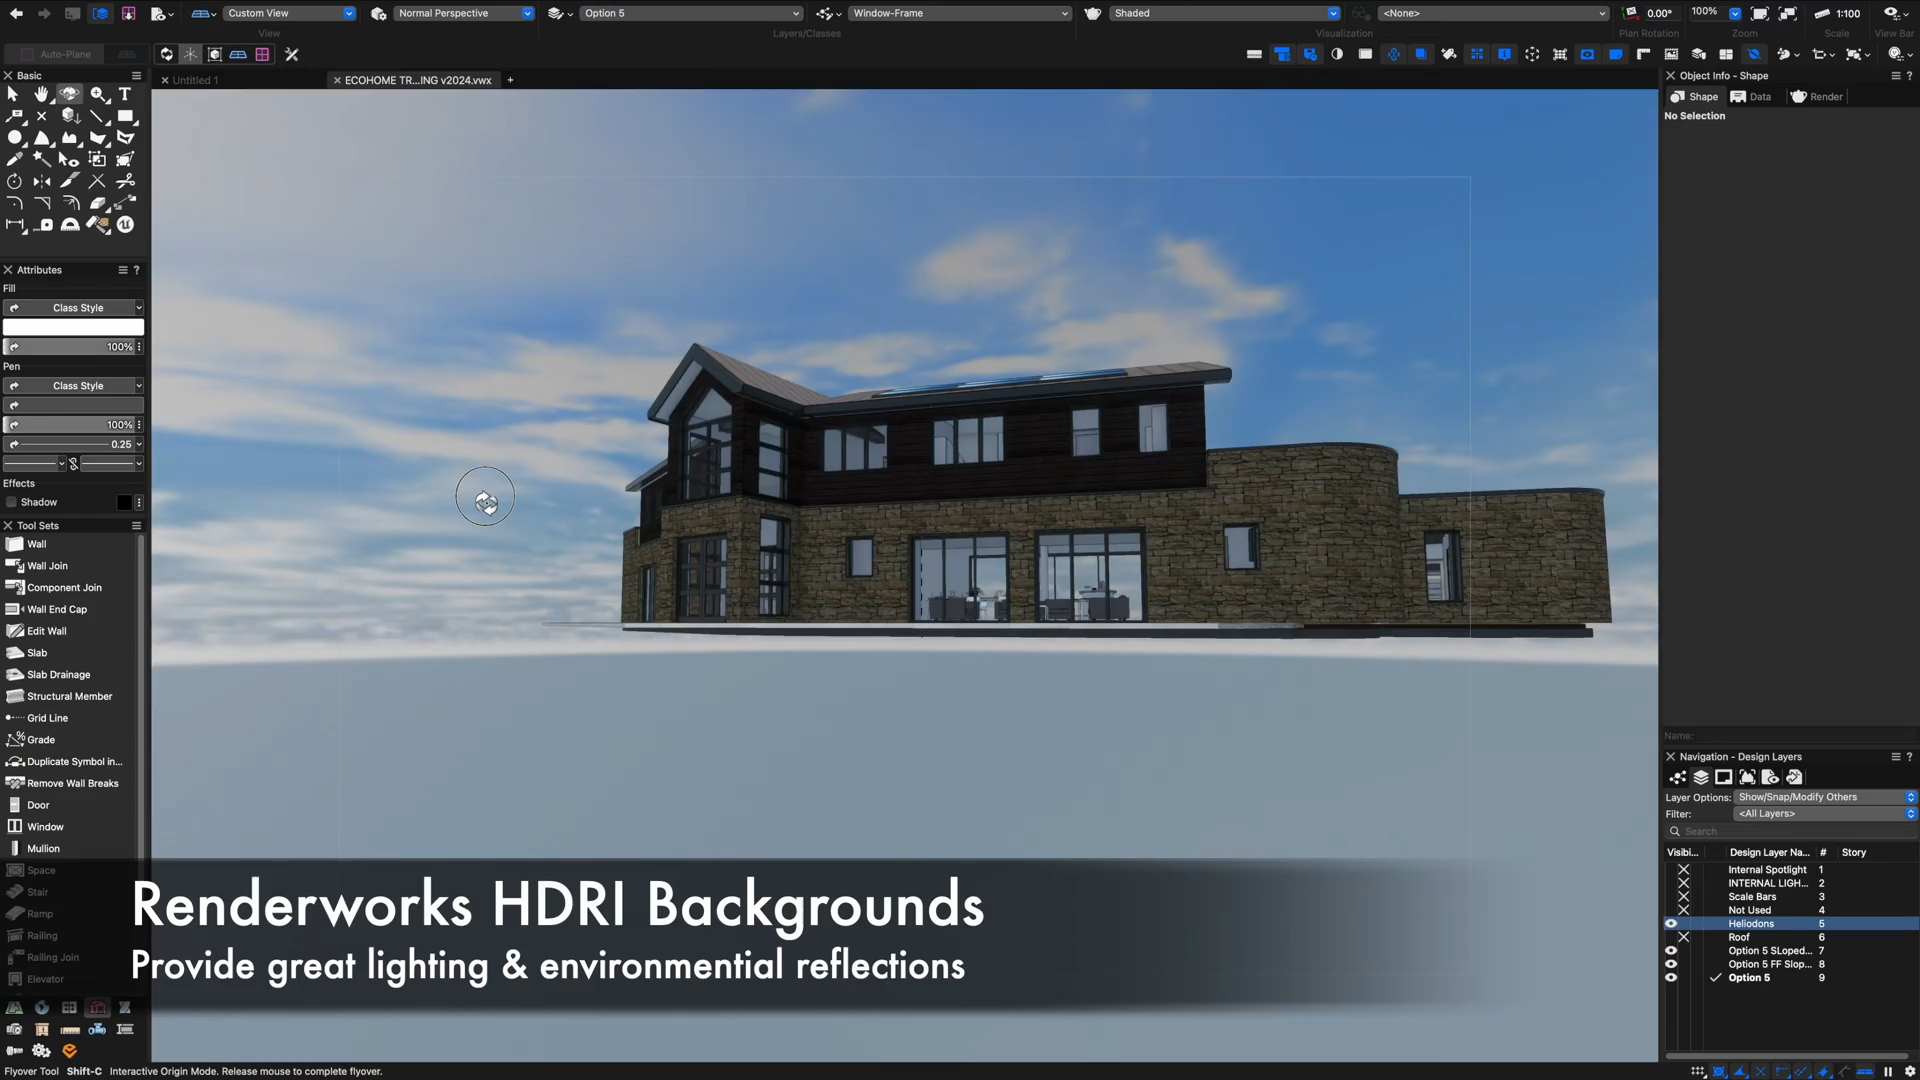 Custom View
Normal Perspective
Option 5
Window-Frame
Shaded
<None>
0.00°
100%
1:100
View
Layers/Classes
Visualization
Plan Rotation
Zoom
Scale
View Bar
Auto-Plane
Untitled 1
ECOHOME TR...ING v2024.vwx
Basic
Attributes
Fill
Class Style
100%
Pen
Class Style
100%
0.25
Effects
Shadow
Tool Sets
Wall
Wall Join
Component Join
Wall End Cap
Edit Wall
Slab
Slab Drainage
Structural Member
Grid Line
Grade
Duplicate Symbol in...
Remove Wall Breaks
Door
Window
Mullion
Space
Stair
Ramp
Railing
Railing Join
Elevator
Renderworks HDRI Backgrounds
Provide great lighting & environmential reflections
Object Info - Shape
Shape
Data
Render
No Selection
Name:
Navigation - Design Layers
Layer Options:
Show/Snap/Modify Others
Filter:
<All Layers>
Search
Visibi...
Design Layer Na...
#
Story
Internal Spotlight 1
INTERNAL LIGH... 2
Scale Bars 3
Not Used 4
Heliodons 5
Roof 6
Option 5 SLoped... 7
Option 5 FF Slop... 8
Option 5 9
Flyover Tool Shift-C Interactive Origin Mode. Release mouse to complete flyover.